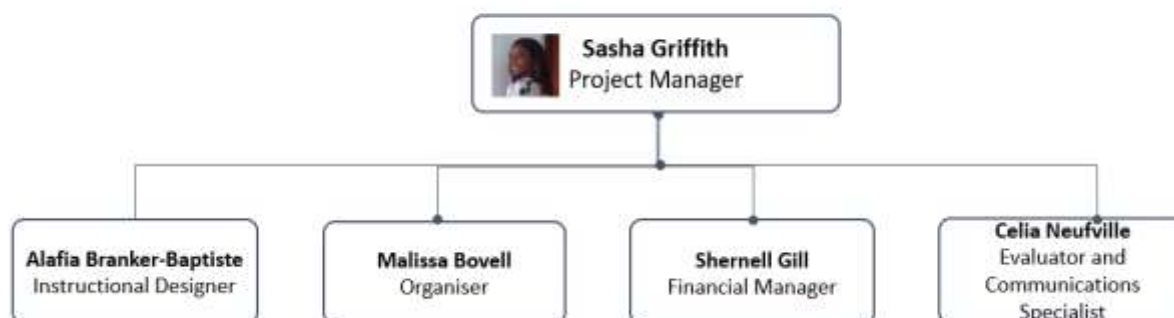 Sasha Griffith
Project Manager
Alafia Branker-Baptiste
Instructional Designer
Malissa Bovell
Organiser
Shernell Gill
Financial Manager
Celia Neufville
Evaluator and
Communications
Specialist